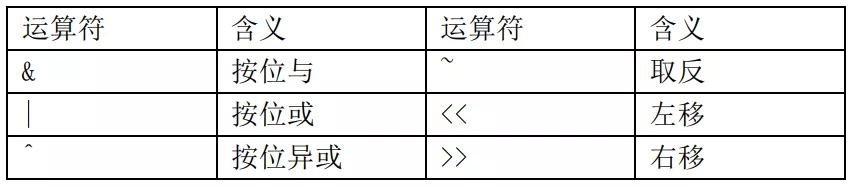 运算符 含义 运算符 含义
& 按位与 ~ 取反
| 按位或 << 左移
^ 按位异或 >> 右移